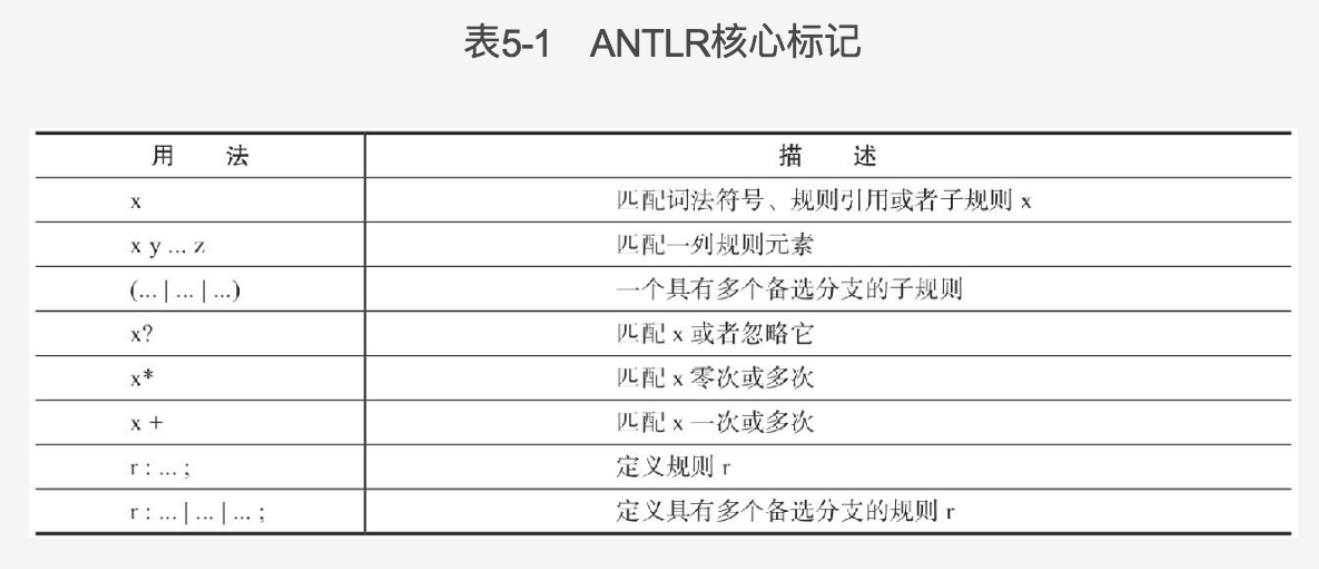 表5-1 ANTLR核心标记
用 法 描 述
x 匹配词法符号、规则引用或者子规则 x
x y ... z 匹配一列规则元素
(... | ... | ...) 一个具有多个备选分支的子规则
x? 匹配 x 或者忽略它
x* 匹配 x 零次或多次
x + 匹配 x 一次或多次
r : ... ; 定义规则 r
r : ... | ... | ... ; 定义具有多个备选分支的规则 r